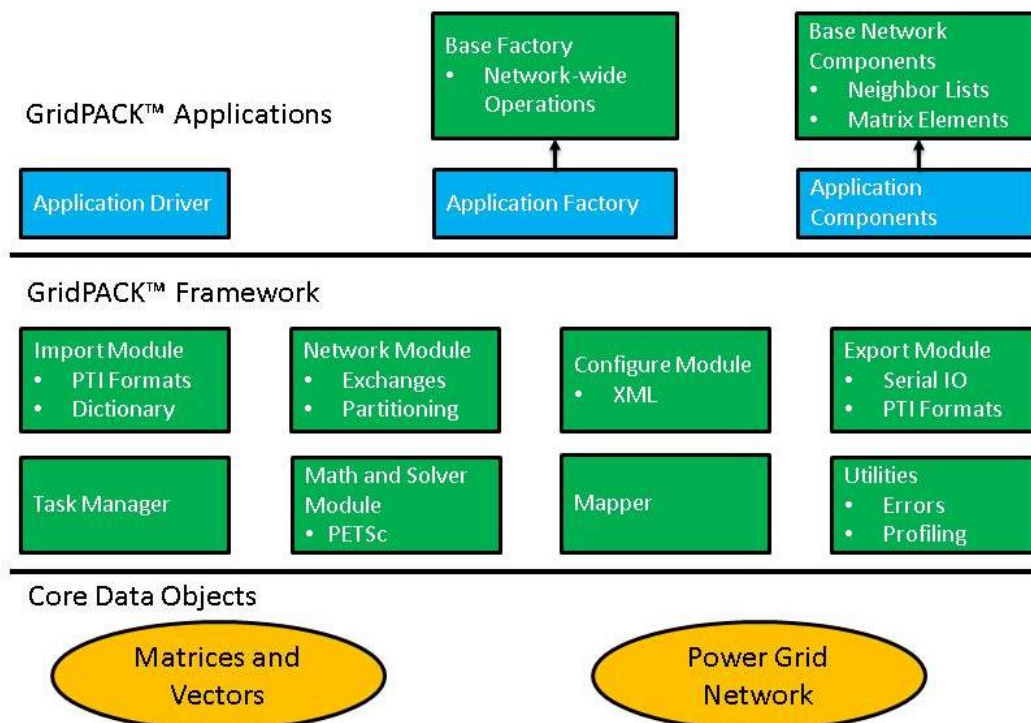 GridPACK™ Applications
Base Factory
• Network-wide
Operations
Base Network
Components
• Neighbor Lists
• Matrix Elements
Application Driver
Application Factory
Application
Components
GridPACK™ Framework
Import Module
• PTI Formats
• Dictionary
Network Module
• Exchanges
• Partitioning
Configure Module
• XML
Export Module
• Serial IO
• PTI Formats
Task Manager
Math and Solver
Module
• PETSc
Mapper
Utilities
• Errors
• Profiling
Core Data Objects
Matrices and
Vectors
Power Grid
Network